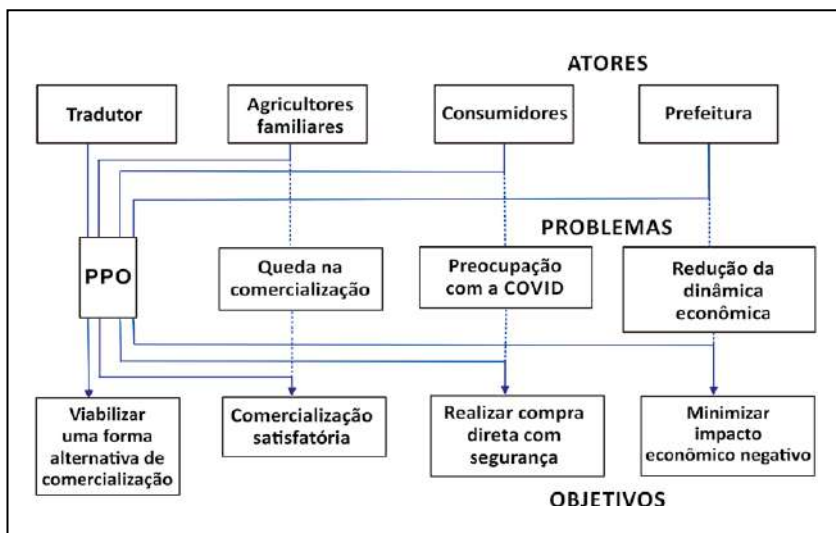 ATORES
Tradutor
Agricultores
familiares
Consumidores
Prefeitura
PROBLEMAS
PPO
Queda na
comercialização
Preocupação
com a COVID
Redução da
dinâmica
econômica
Viabilizar
uma forma
alternativa de
comercialização
Comercialização
satisfatória
Realizar compra
direta com
segurança
Minimizar
impacto
econômico negativo
OBJETIVOS